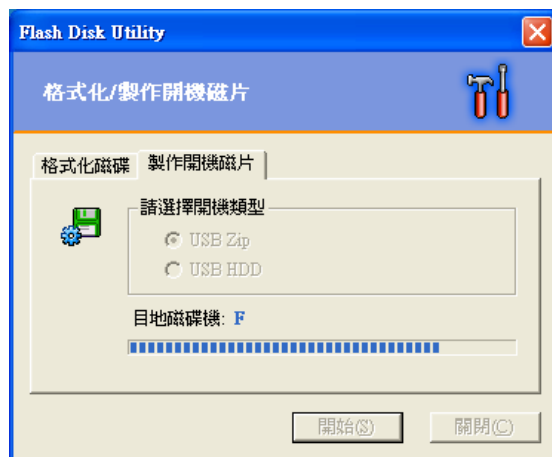 Flash Disk Utility
格式化/製作開機磁片
格式化磁碟 製作開機磁片
諸選擇開機類型
USB Zip
USB HDD
目地磁碟機: F
開始(S) 關閉(C)